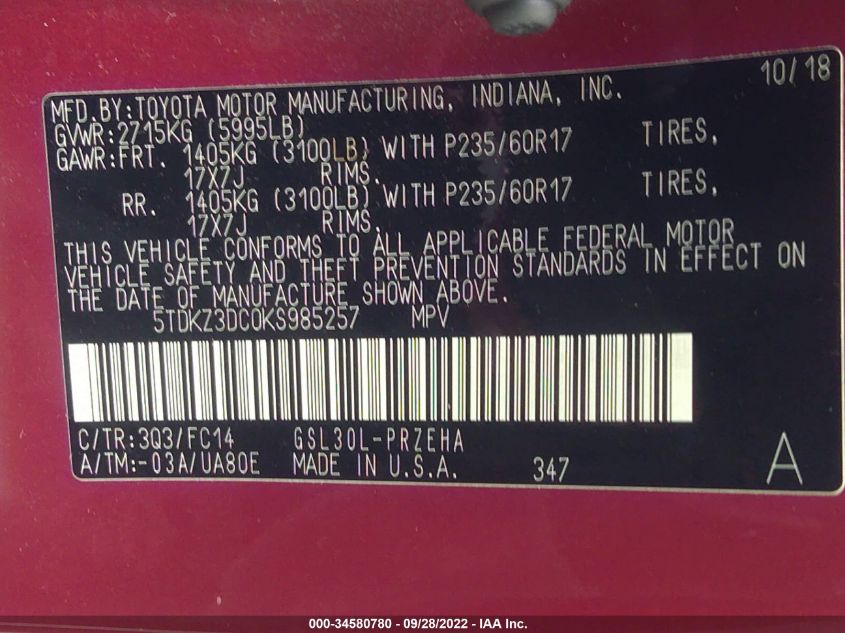 10/18
MFD.BY:TOYOTA MOTOR MANUFACTURING, INDIANA, INC.
GVWR:2715KG (5995LB)
GAWR:FRT. 1405KG (3100LB) WITH P235/60R17 TIRES,
17X7J RIMS.
RR. 1405KG (3100LB) WITH P235/60R17 TIRES,
17X7J RIMS.
THIS VEHICLE CONFORMS TO ALL APPLICABLE FEDERAL MOTOR
VEHICLE SAFETY AND THEFT PREVENTION STANDARDS IN EFFECT ON
THE DATE OF MANUFACTURE SHOWN ABOVE.
5TDKZ3DC0KS985257 MPV
C/TR:3Q3/FC14 GSL30L-PRZEHA
A/TM:-03A/UA80E MADE IN U.S.A. 347 A
000-34580780 - 09/28/2022 - IAA Inc.